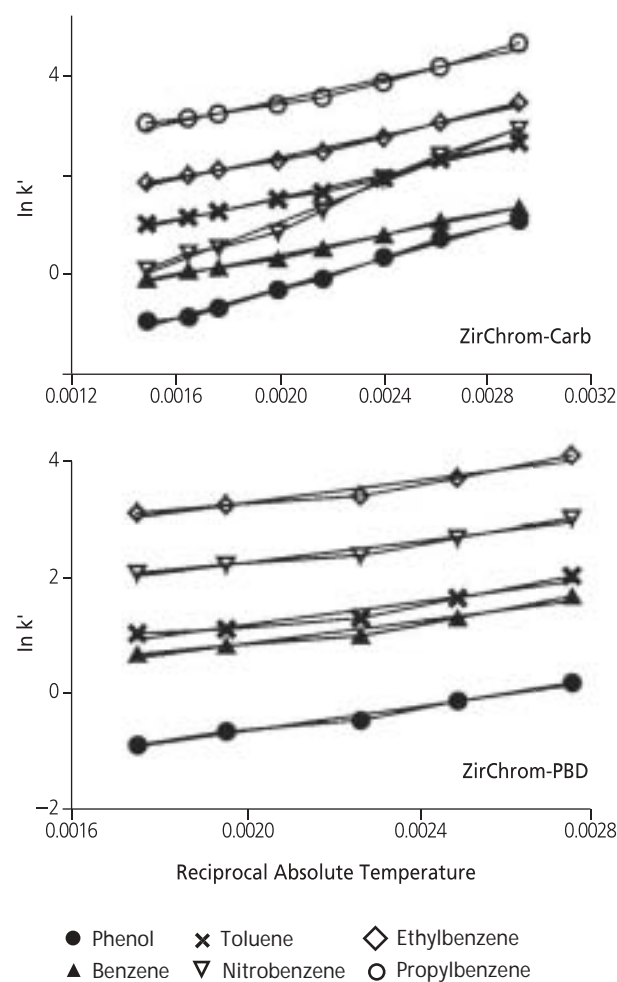 4
0
ln k'
ZirChrom-Carb
0.0012 0.0016 0.0020 0.0024 0.0028 0.0032
4
2
0
−2
ln k'
ZirChrom-PBD
0.0016 0.0020 0.0024 0.0028
Reciprocal Absolute Temperature
Phenol Toluene Ethylbenzene
Benzene Nitrobenzene Propylbenzene